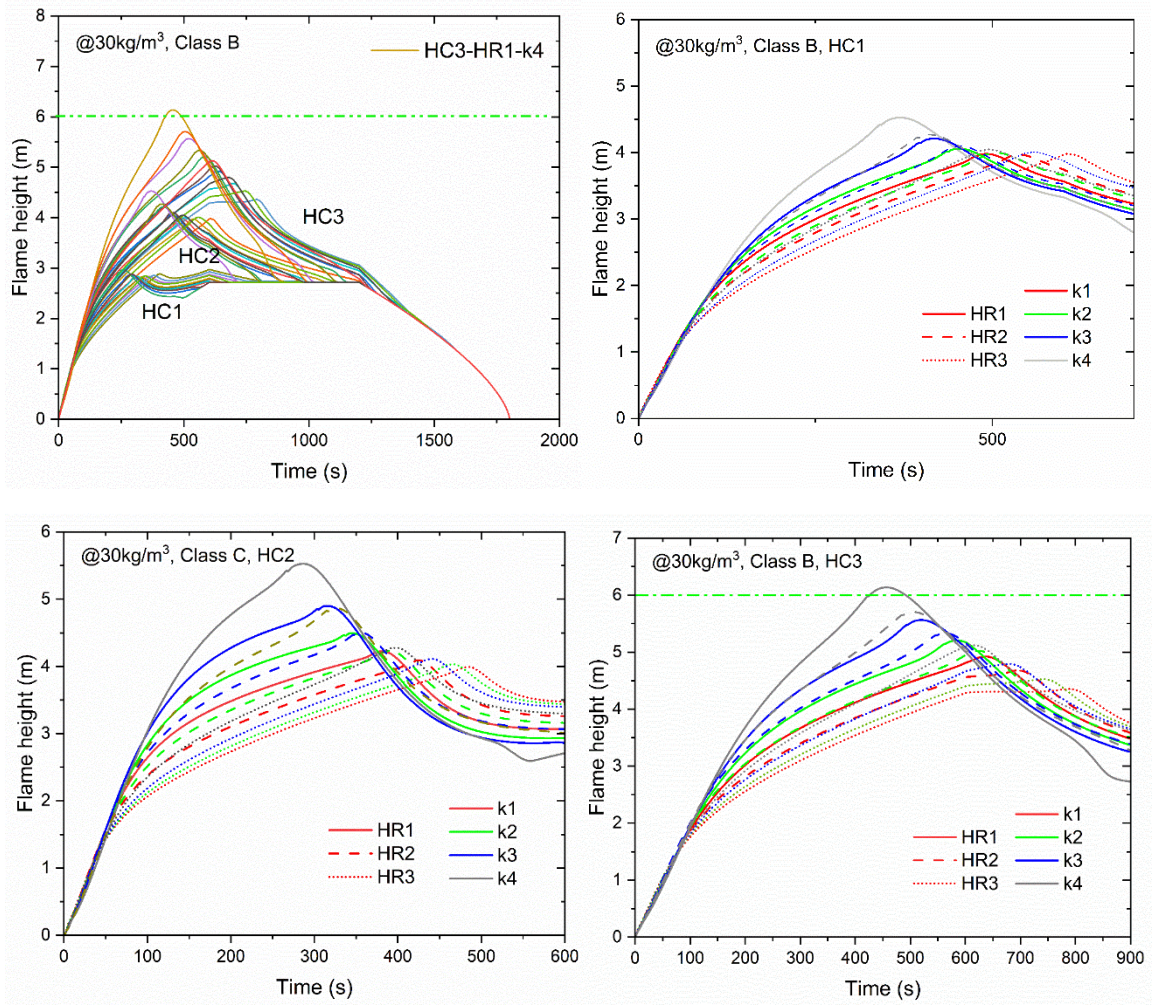 @30kg/m³, Class B
HC3-HR1-k4
HC3
HC2
HC1
Flame height (m)
0
1
2
3
4
5
6
7
8
0 500 1000 1500 2000
Time (s)
@30kg/m³, Class B, HC1
Flame height (m)
0
1
2
3
4
5
6
k1
HR1 k2
HR2 k3
HR3 k4
0 500
Time (s)
@30kg/m³, Class C, HC2
Flame height (m)
0
1
2
3
4
5
6
k1
HR1 k2
HR2 k3
HR3 k4
0 100 200 300 400 500 600
Time (s)
@30kg/m³, Class B, HC3
Flame height (m)
0
1
2
3
4
5
6
7
k1
HR1 k2
HR2 k3
HR3 k4
0 100 200 300 400 500 600 700 800 900
Time (s)